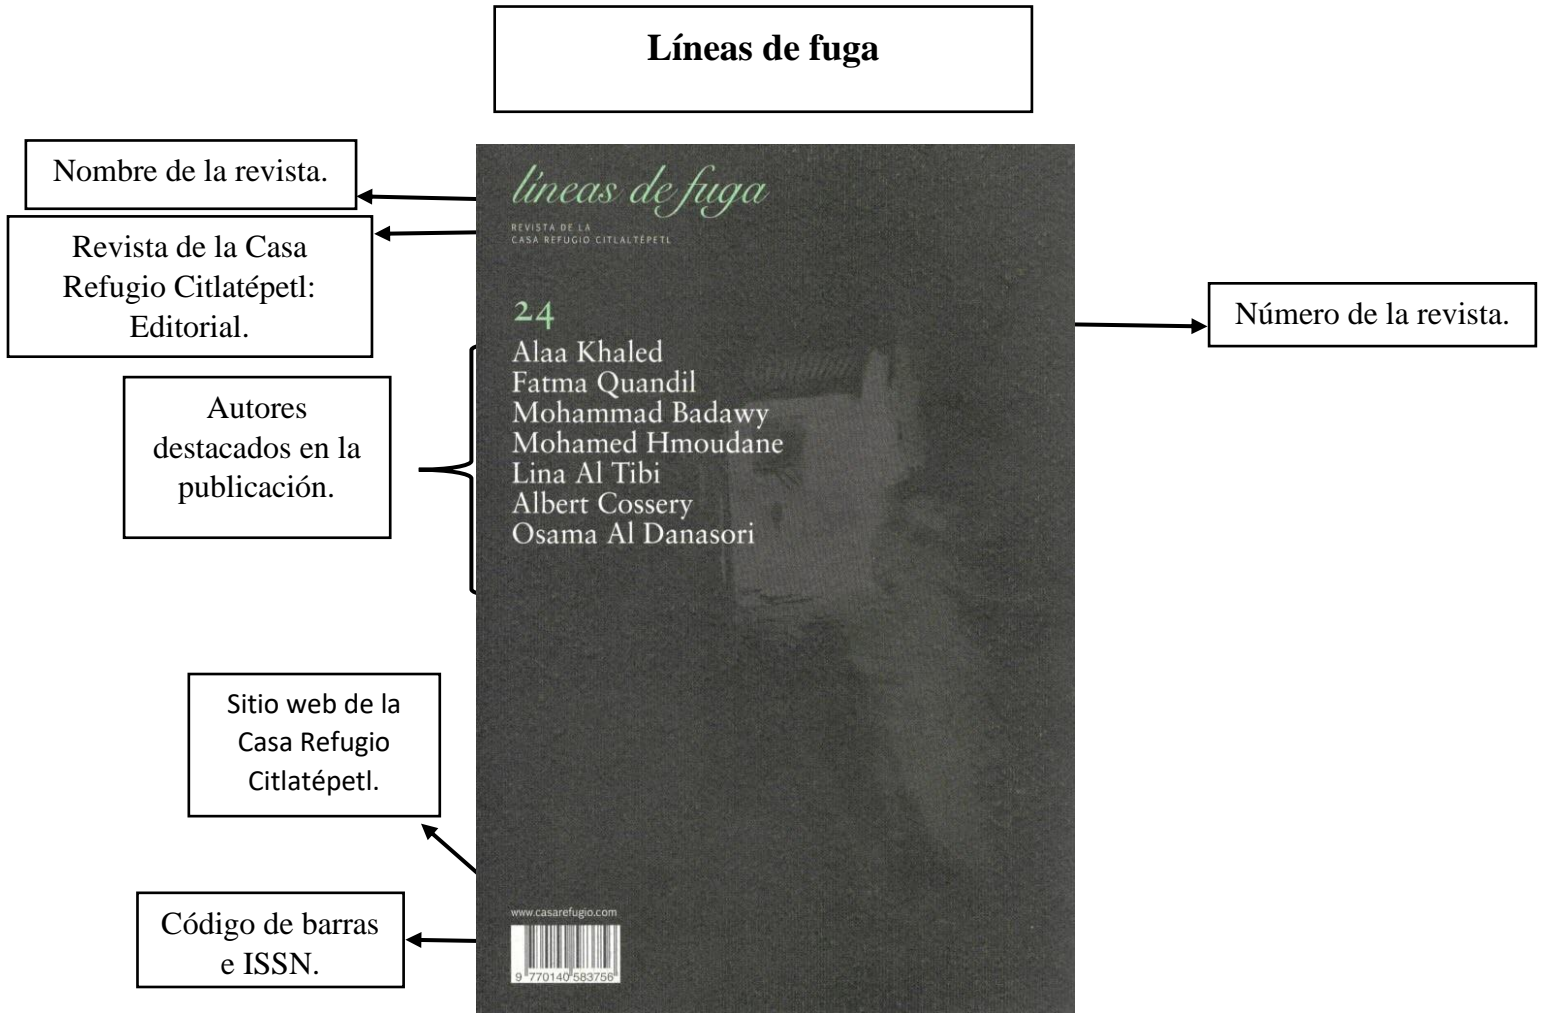 Líneas de fuga
Nombre de la revista.
Revista de la Casa
Refugio Citlatépetl:
Editorial.
Autores
destacados en la
publicación.
Sitio web de la
Casa Refugio
Citlatépetl.
Código de barras
e ISSN.
líneas de fuga
REVISTA DE LA
CASA REFUGIO CITLALTÉPETL
24
Alaa Khaled
Fatma Quandil
Mohammad Badawy
Mohamed Hmoudane
Lina Al Tibi
Albert Cossery
Osama Al Danasori
www.casarefugio.com
9 770140 583756
Número de la revista.